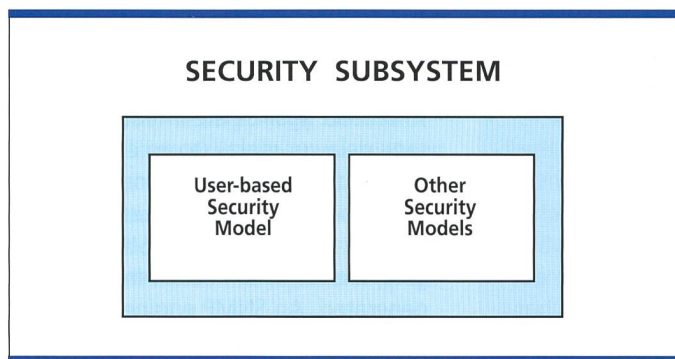 SECURITY SUBSYSTEM
User-based
Security
Model
Other
Security
Models